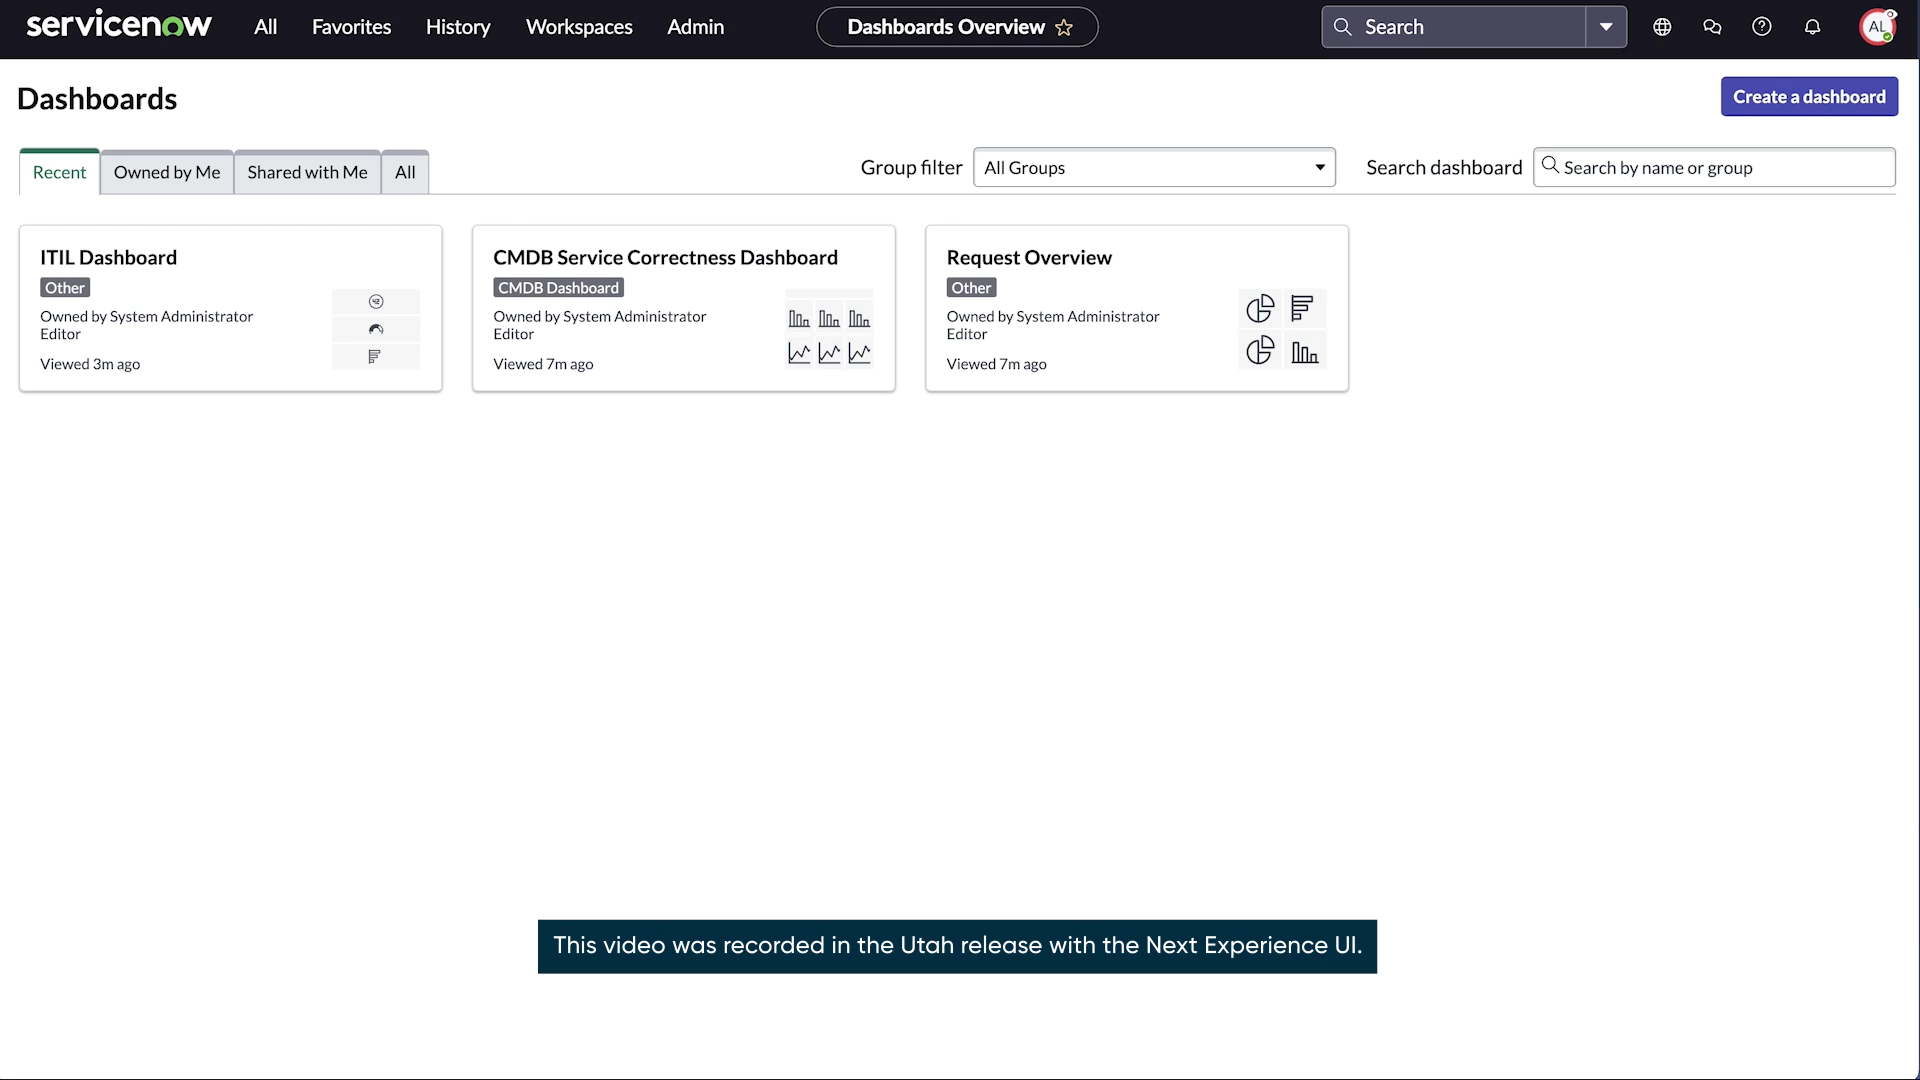 servicenow All Favorites History Workspaces Admin Dashboards Overview Search AL
Dashboards Create a dashboard
Recent Owned by Me Shared with Me All Group filter All Groups Search dashboard Search by name or group
ITIL Dashboard
Other
Owned by System Administrator
Editor
Viewed 3m ago
CMDB Service Correctness Dashboard
CMDB Dashboard
Owned by System Administrator
Editor
Viewed 7m ago
Request Overview
Other
Owned by System Administrator
Editor
Viewed 7m ago
This video was recorded in the Utah release with the Next Experience UI.